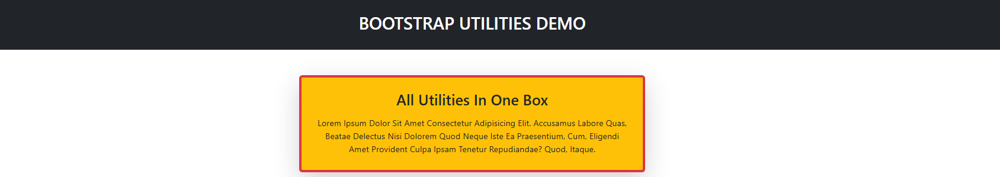 BOOTSTRAP UTILITIES DEMO
All Utilities In One Box
Lorem Ipsum Dolor Sit Amet Consectetur Adipisicing Elit. Accusamus Labore Quas,
Beatae Delectus Nisi Dolorem Quod Neque Iste Ea Praesentium, Cum, Eligendi
Amet Provident Culpa Ipsam Tenetur Repudiandae? Quod, Itaque.